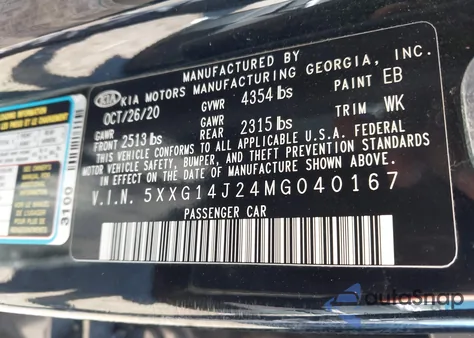 MANUFACTURED BY
KIA KIA MOTORS MANUFACTURING GEORGIA, INC.
OCT/26/20 GVWR 4354 lbs PAINT EB
GAWR FRONT 2513 lbs GAWR REAR 2315 lbs TRIM WK
THIS VEHICLE CONFORMS TO ALL APPLICABLE U.S.A. FEDERAL
MOTOR VEHICLE SAFETY, BUMPER, AND THEFT PREVENTION STANDARDS
IN EFFECT ON THE DATE OF MANUFACTURE SHOWN ABOVE.
V.I.N. 5XXG14J24MG040167
PASSENGER CAR
3100
autoSnap